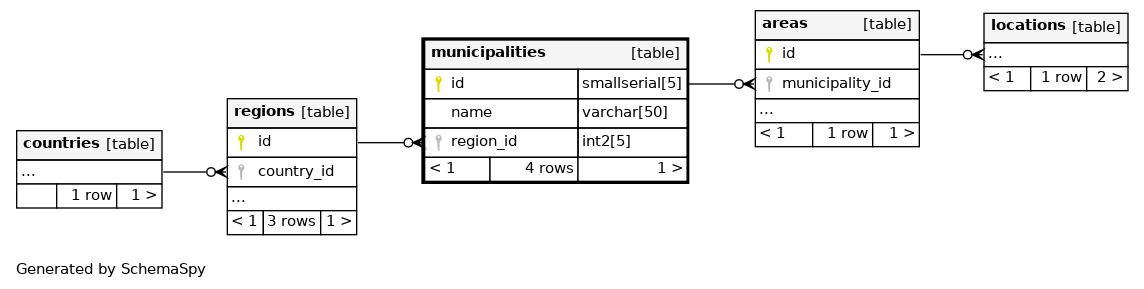 countries [table]
...
1 row 1 >
regions [table]
id
country_id
...
< 1 3 rows 1 >
municipalities [table]
id smallserial[5]
name varchar[50]
region_id int2[5]
< 1 4 rows 1 >
areas [table]
id
municipality_id
...
< 1 1 row 1 >
locations [table]
...
< 1 1 row 2 >
Generated by SchemaSpy